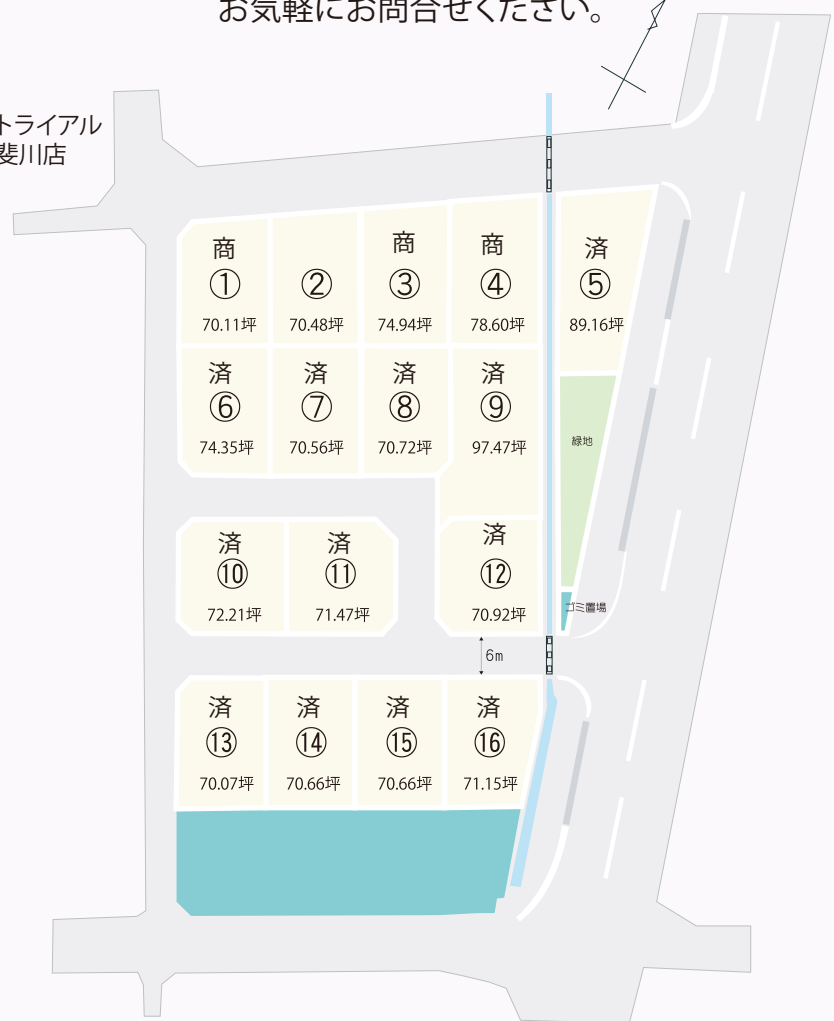 お気軽にお問合せください。
トライアル
斐川店
商
①
70.11坪
②
70.48坪
商
③
74.94坪
商
④
78.60坪
済
⑤
89.16坪
済
⑥
74.35坪
済
⑦
70.56坪
済
⑧
70.72坪
済
⑨
97.47坪
緑地
済
⑩
72.21坪
済
⑪
71.47坪
済
⑫
70.92坪
ゴミ置場
6m
済
⑬
70.07坪
済
⑭
70.66坪
済
⑮
70.66坪
済
⑯
71.15坪